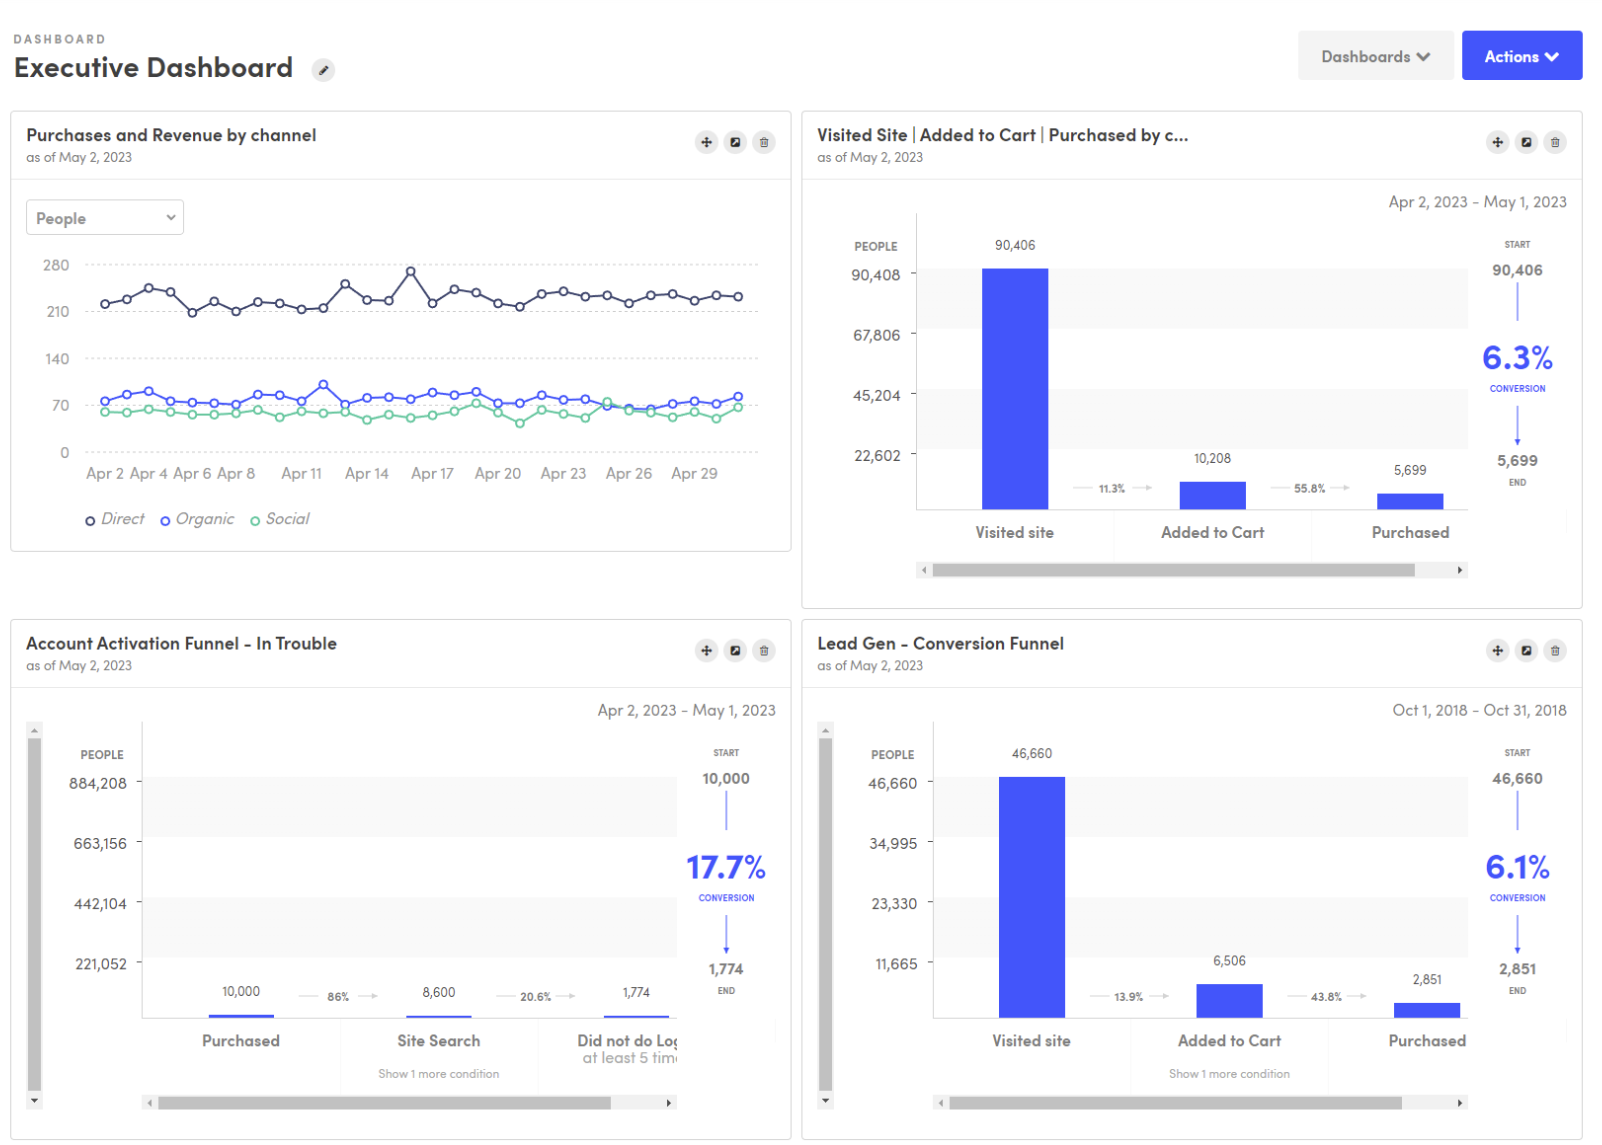 DASHBOARD
Executive Dashboard
Dashboards
Actions
Purchases and Revenue by channel
as of May 2, 2023
People
280
210
140
70
0
Apr 2 Apr 4 Apr 6 Apr 8 Apr 11 Apr 14 Apr 17 Apr 20 Apr 23 Apr 26 Apr 29
Direct Organic Social
Visited Site | Added to Cart | Purchased by c...
as of May 2, 2023
Apr 2, 2023 - May 1, 2023
PEOPLE
90,408
67,806
45,204
22,602
90,406
10,208
5,699
11.3%
55.8%
Visited site
Added to Cart
Purchased
START
90,406
6.3%
CONVERSION
5,699
END
Account Activation Funnel - In Trouble
as of May 2, 2023
Apr 2, 2023 - May 1, 2023
PEOPLE
884,208
663,156
442,104
221,052
10,000
86%
8,600
20.6%
1,774
Purchased
Site Search
Show 1 more condition
Did not do Log
at least 5 tim
START
10,000
17.7%
CONVERSION
1,774
END
Lead Gen - Conversion Funnel
as of May 2, 2023
Oct 1, 2018 - Oct 31, 2018
PEOPLE
46,660
34,995
23,330
11,665
46,660
13.9%
6,506
43.8%
2,851
Visited site
Added to Cart
Show 1 more condition
Purchased
START
46,660
6.1%
CONVERSION
2,851
END